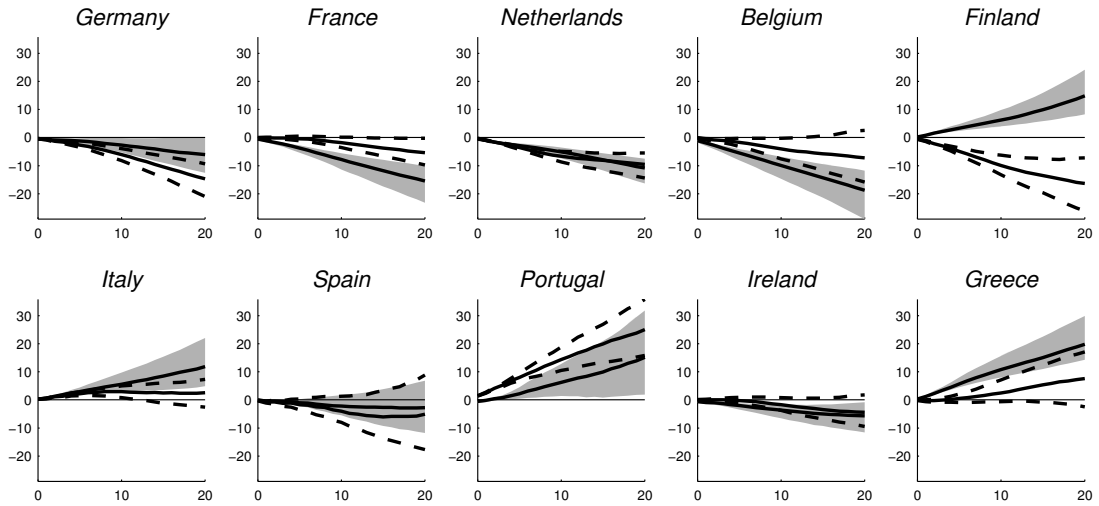 Germany France Netherlands Belgium Finland
30 30 30 30 30
20 20 20 20 20
10 10 10 10 10
0 0 0 0 0
−10 −10 −10 −10 −10
−20 −20 −20 −20 −20
0 10 20 0 10 20 0 10 20 0 10 20 0 10 20
Italy Spain Portugal Ireland Greece
30 30 30 30 30
20 20 20 20 20
10 10 10 10 10
0 0 0 0 0
−10 −10 −10 −10 −10
−20 −20 −20 −20 −20
0 10 20 0 10 20 0 10 20 0 10 20 0 10 20